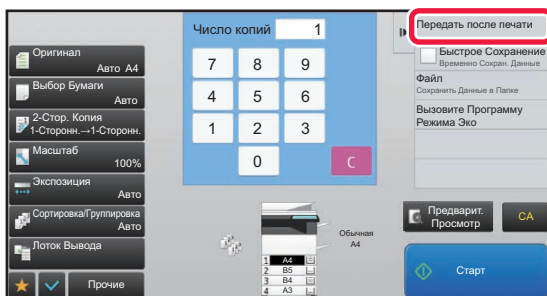 Оригинал
Авто A4
Выбор Бумаги
Авто
2-Стор. Копия
1-Сторонн.→1-Сторонн.
Масштаб
100%
Экспозиция
Авто
Сортировка/Группировка
Авто
Лоток Вывода
Прочие
Число копий 1
7 8 9
4 5 6
1 2 3
0 C
Обычная
A4
1 A4
2 B5
3 B4
4 A3
Передать после печати
Быстрое Сохранение
Временно Сохран. Данные
Файл
Сохранить Данные в Папке
Вызовите Программу
Режима Эко
Предварит.
Просмотр
CA
Старт